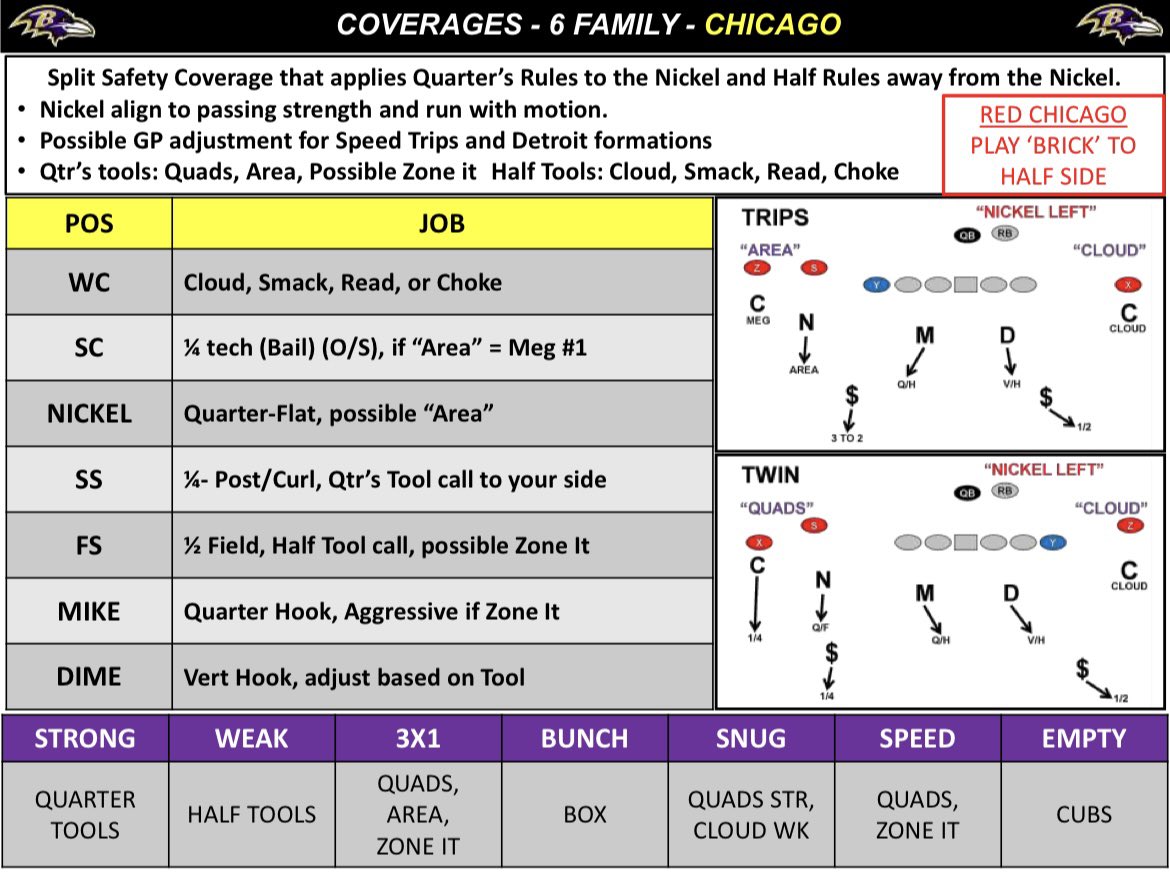 COVERAGES - 6 FAMILY - CHICAGO
Split Safety Coverage that applies Quarter's Rules to the Nickel and Half Rules away from the Nickel.
• Nickel align to passing strength and run with motion.
• Possible GP adjustment for Speed Trips and Detroit formations
• Qtr's tools: Quads, Area, Possible Zone it  Half Tools: Cloud, Smack, Read, Choke
RED CHICAGO
PLAY 'BRICK' TO
HALF SIDE
POS JOB
WC Cloud, Smack, Read, or Choke
SC ¼ tech (Bail) (O/S), if "Area" = Meg #1
NICKEL Quarter-Flat, possible "Area"
SS ¼- Post/Curl, Qtr's Tool call to your side
FS ½ Field, Half Tool call, possible Zone It
MIKE Quarter Hook, Aggressive if Zone It
DIME Vert Hook, adjust based on Tool
TRIPS "NICKEL LEFT"
QB RB
"AREA" "CLOUD"
Z S
Y X
C C
MEG CLOUD
N M D
AREA
Q/H V/H
$ $
3 TO 2 1/2
TWIN "NICKEL LEFT"
QB RB
"QUADS" "CLOUD"
S Z
X Y
C C
CLOUD
N M D
Q/F
1/4 Q/H V/H
$ $
1/4 1/2
STRONG WEAK 3X1 BUNCH SNUG SPEED EMPTY
QUARTER
TOOLS
HALF TOOLS
QUADS,
AREA,
ZONE IT
BOX
QUADS STR,
CLOUD WK
QUADS,
ZONE IT
CUBS